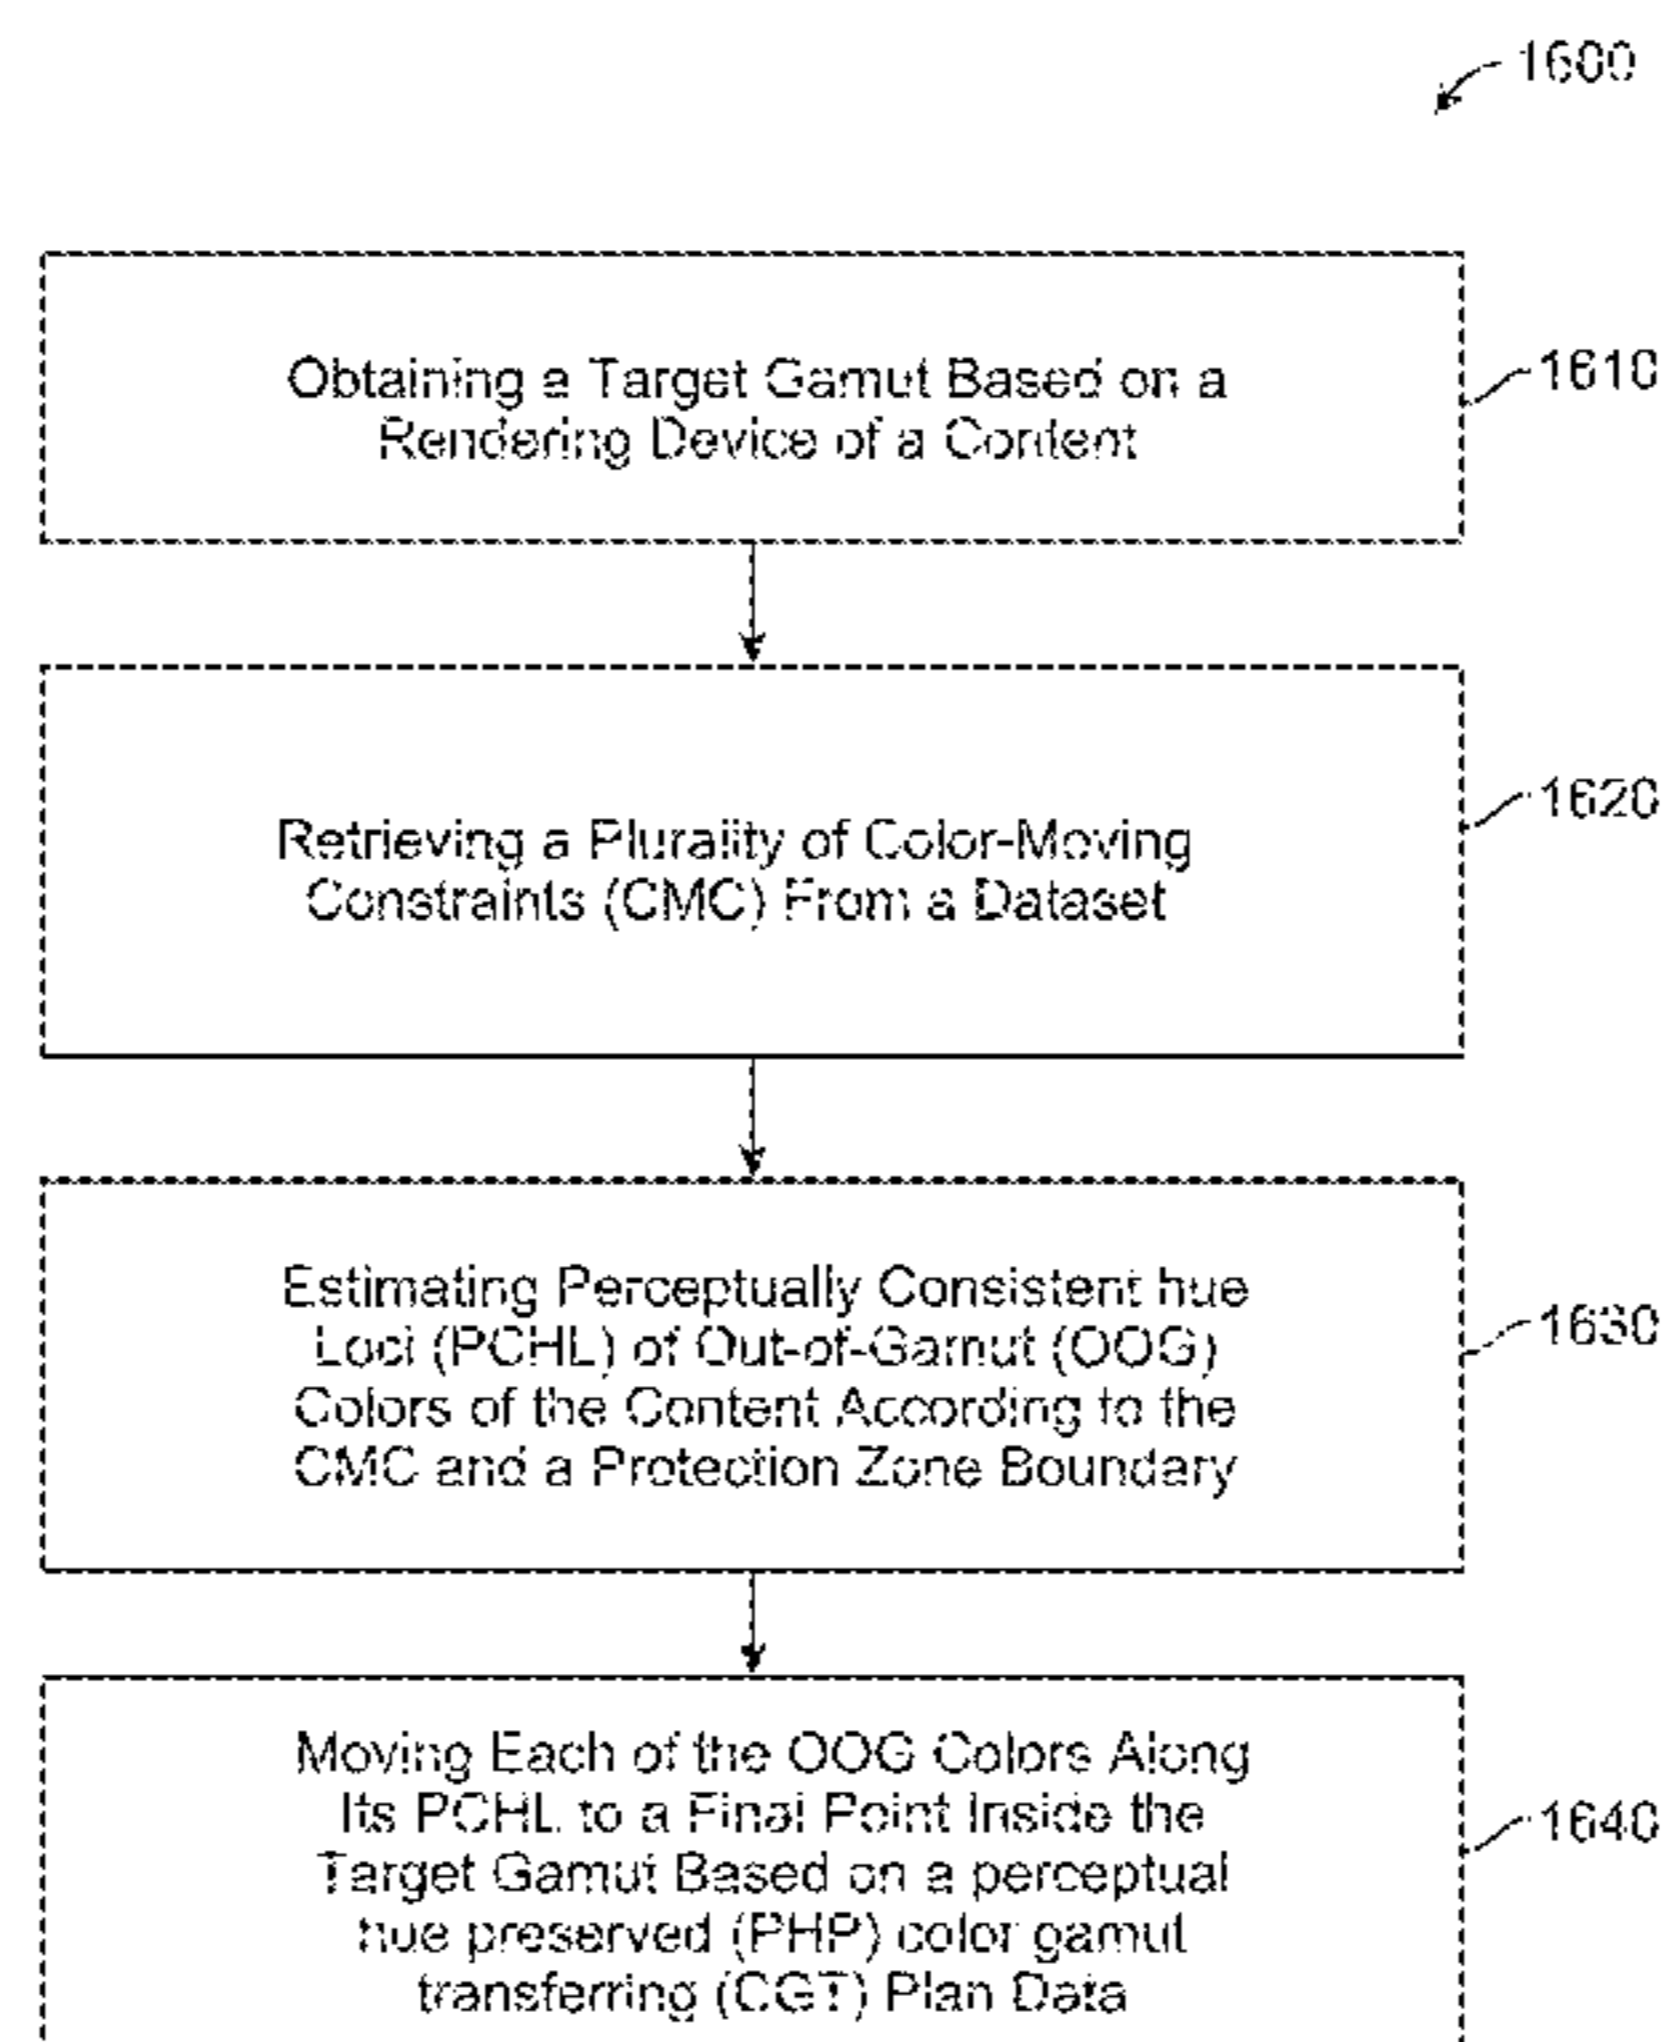 1600
Obtaining a Target Gamut Based on a
Rendering Device of a Content
1610
Retrieving a Plurality of Color-Moving
Constraints (CMC) From a Dataset
1620
Estimating Perceptually Consistent hue
Loci (PCHL) of Out-of-Gamut (OOG)
Colors of the Content According to the
CMC and a Protection Zone Boundary
1630
Moving Each of the OOG Colors Along
Its PCHL to a Final Point Inside the
Target Gamut Based on a perceptual
hue preserved (PHP) color gamut
transferring (CGT) Plan Data
1640